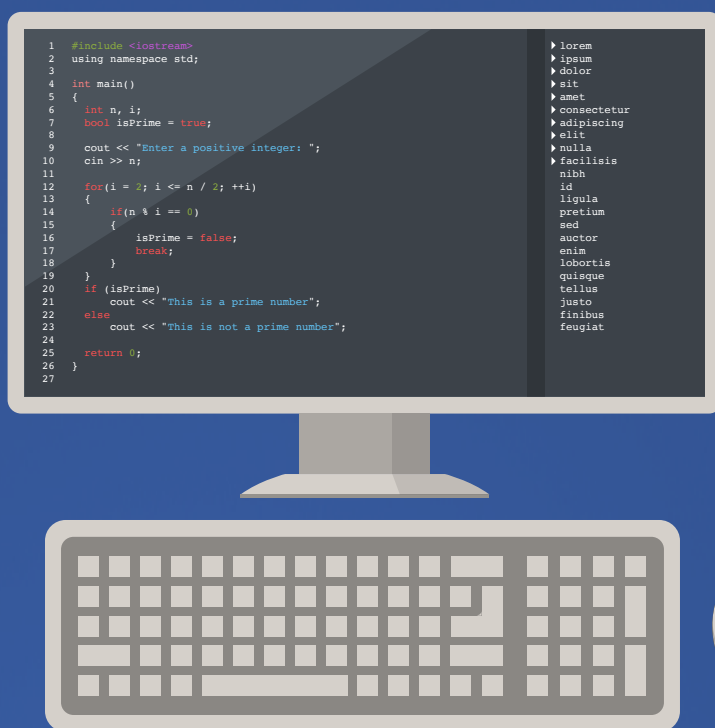 1 #include <iostream>
2 using namespace std;
3
4 int main()
5 {
6 int n, i;
7 bool isPrime = true;
8
9 cout << "Enter a positive integer: ";
10 cin >> n;
11
12 for(i = 2; i <= n / 2; ++i)
13 {
14 if(n % i == 0)
15 {
16 isPrime = false;
17 break;
18 }
19 }
20 if (isPrime)
21 cout << "This is a prime number";
22 else
23 cout << "This is not a prime number";
24
25 return 0;
26 }
27
lorem
ipsum
dolor
sit
amet
consectetur
adipiscing
elit
nulla
facilisis
nibh
id
ligula
pretium
sed
auctor
enim
lobortis
quisque
tellus
justo
finibus
feugiat